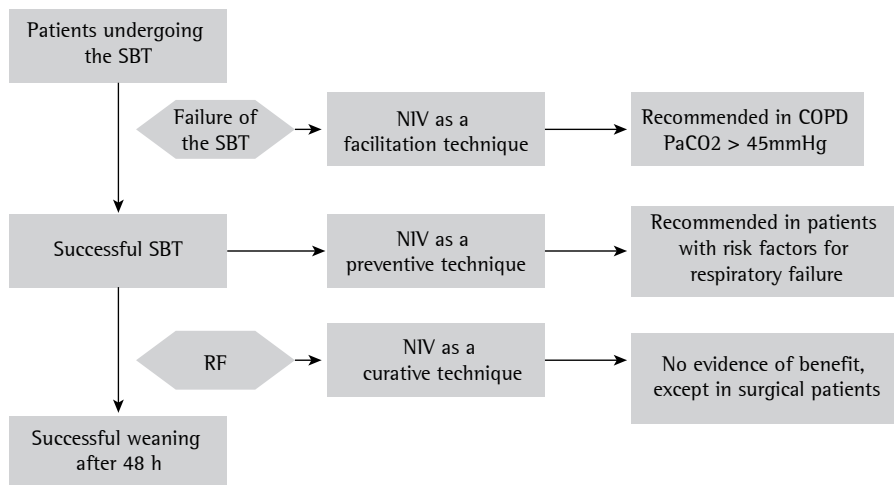 Patients undergoing
the SBT
Failure of
the SBT
NIV as a
facilitation technique
Recommended in COPD
PaCO2 > 45mmHg
Successful SBT
NIV as a
preventive technique
Recommended in patients
with risk factors for
respiratory failure
RF
NIV as a
curative technique
No evidence of benefit,
except in surgical patients
Successful weaning
after 48 h